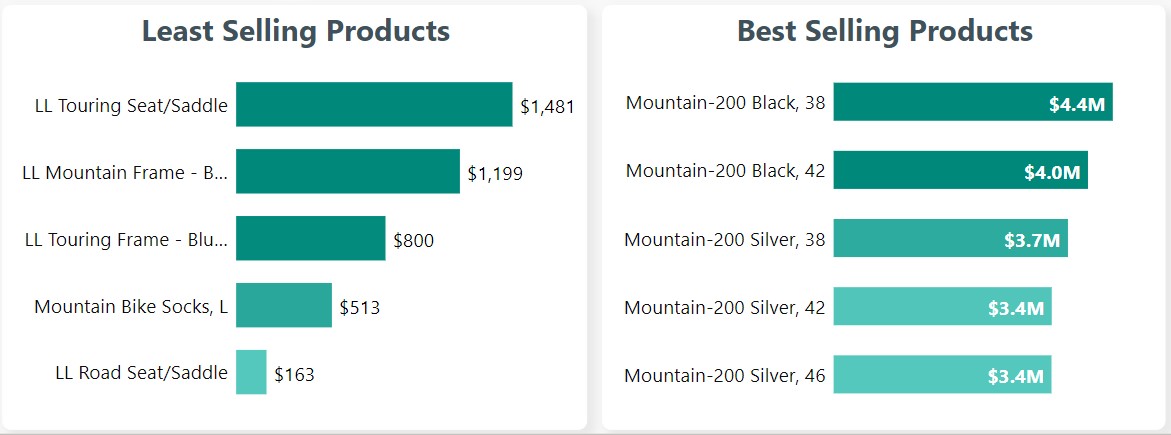 Least Selling Products
LL Touring Seat/Saddle $1,481
LL Mountain Frame - B... $1,199
LL Touring Frame - Blu... $800
Mountain Bike Socks, L $513
LL Road Seat/Saddle $163
Best Selling Products
Mountain-200 Black, 38 $4.4M
Mountain-200 Black, 42 $4.0M
Mountain-200 Silver, 38 $3.7M
Mountain-200 Silver, 42 $3.4M
Mountain-200 Silver, 46 $3.4M